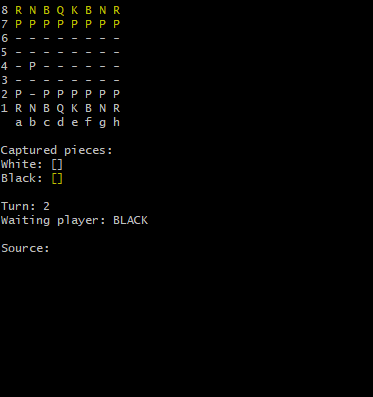 8 R N B Q K B N R
7 P P P P P P P P
6 - - - - - - - -
5 - - - - - - - -
4 - P - - - - - -
3 - - - - - - - -
2 P - P P P P P P
1 R N B Q K B N R
  a b c d e f g h
Captured pieces:
White: []
Black: []
Turn: 2
Waiting player: BLACK
Source: